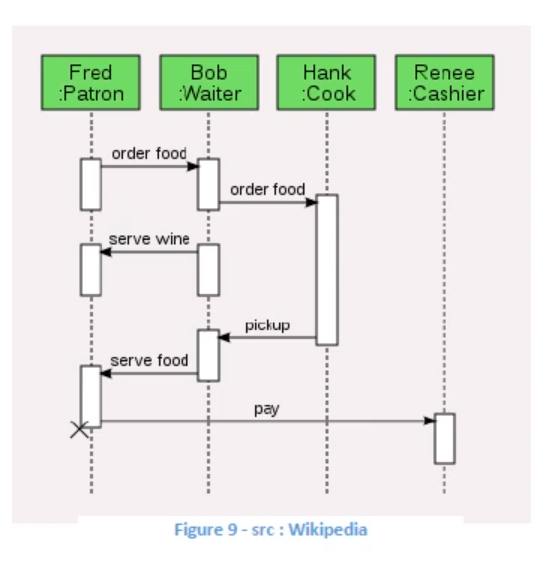 Fred
:Patron
Bob
:Waiter
Hank
:Cook
Renee
:Cashier
order food
order food
serve wine
pickup
serve food
pay
Figure 9 - src : Wikipedia